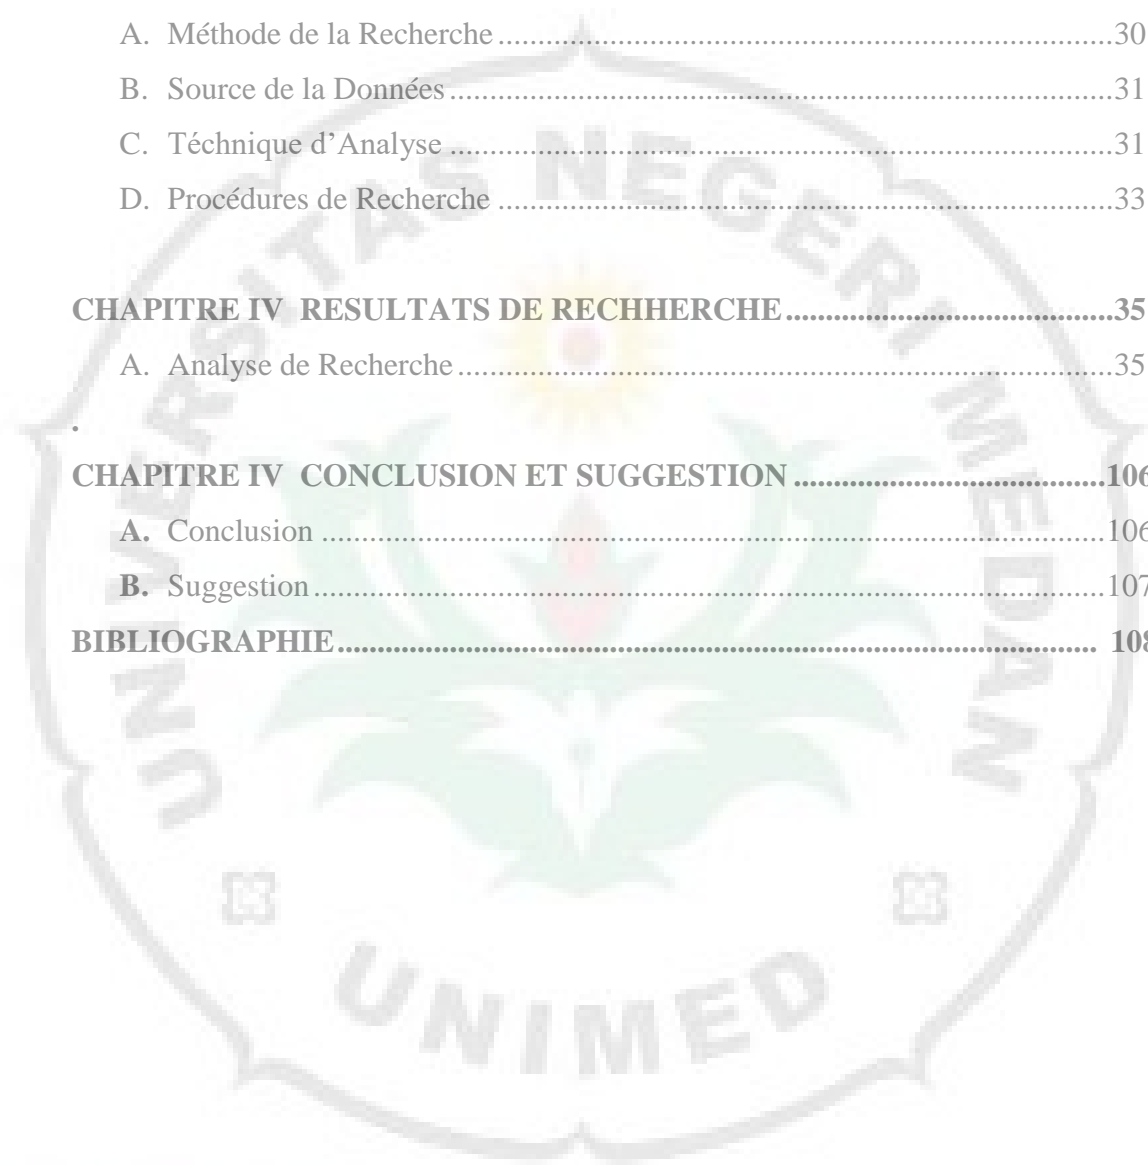 A. Méthode de la Recherche ........ 30
B. Source de la Données ........ 31
C. Téchnique d'Analyse ........ 31
D. Procédures de Recherche ........ 33
CHAPITRE IV RESULTATS DE RECHHERCHE ........ 35
A. Analyse de Recherche ........ 35
.
CHAPITRE IV CONCLUSION ET SUGGESTION ........ 106
A. Conclusion ........ 106
B. Suggestion ........ 107
BIBLIOGRAPHIE ........ 108
UNIVERSITAS NEGERI MEDAN
UNIMED